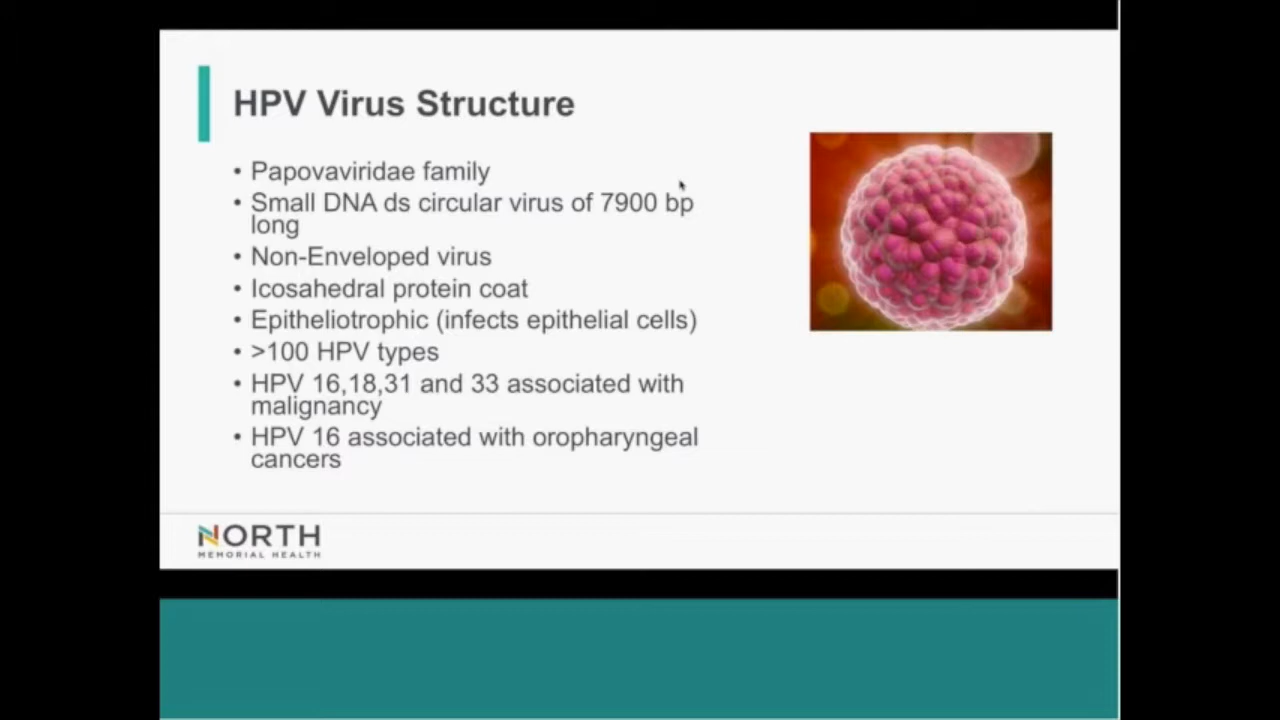 HPV Virus Structure
• Papovaviridae family
• Small DNA ds circular virus of 7900 bp
long
• Non-Enveloped virus
• Icosahedral protein coat
• Epitheliotrophic (infects epithelial cells)
• >100 HPV types
• HPV 16,18,31 and 33 associated with
malignancy
• HPV 16 associated with oropharyngeal
cancers
NORTH
MEMORIAL HEALTH